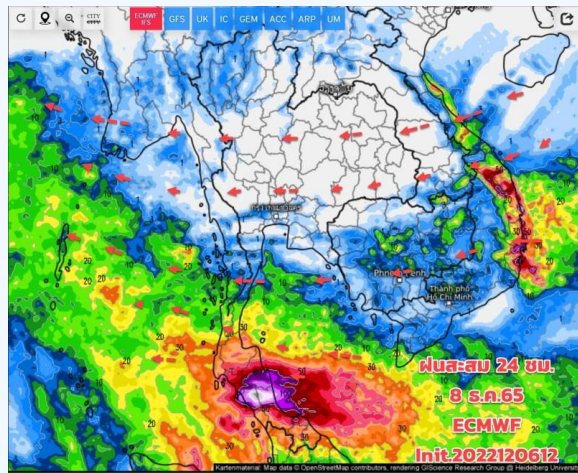 CITY
ECMWF IFS
GFS
UK
IC
GEM
ACC
ARP
UM
Phnom Penh
Thành phố
Hồ Chí Minh
ฝนสะสม 24 ชม.
8 ธ.ค.65
ECMWF
Init.2022120612
Kartenmaterial: Map data © OpenStreetMap contributors, rendering GIScience Research Group @ Heidelberg Universit